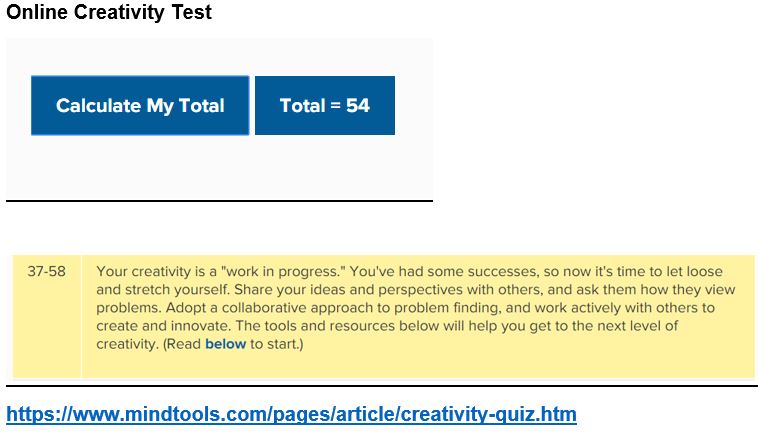 Online Creativity Test
Calculate My Total Total = 54
37-58 Your creativity is a "work in progress." You've had some successes, so now it's time to let loose
and stretch yourself. Share your ideas and perspectives with others, and ask them how they view
problems. Adopt a collaborative approach to problem finding, and work actively with others to
create and innovate. The tools and resources below will help you get to the next level of
creativity. (Read below to start.)
https://www.mindtools.com/pages/article/creativity-quiz.htm